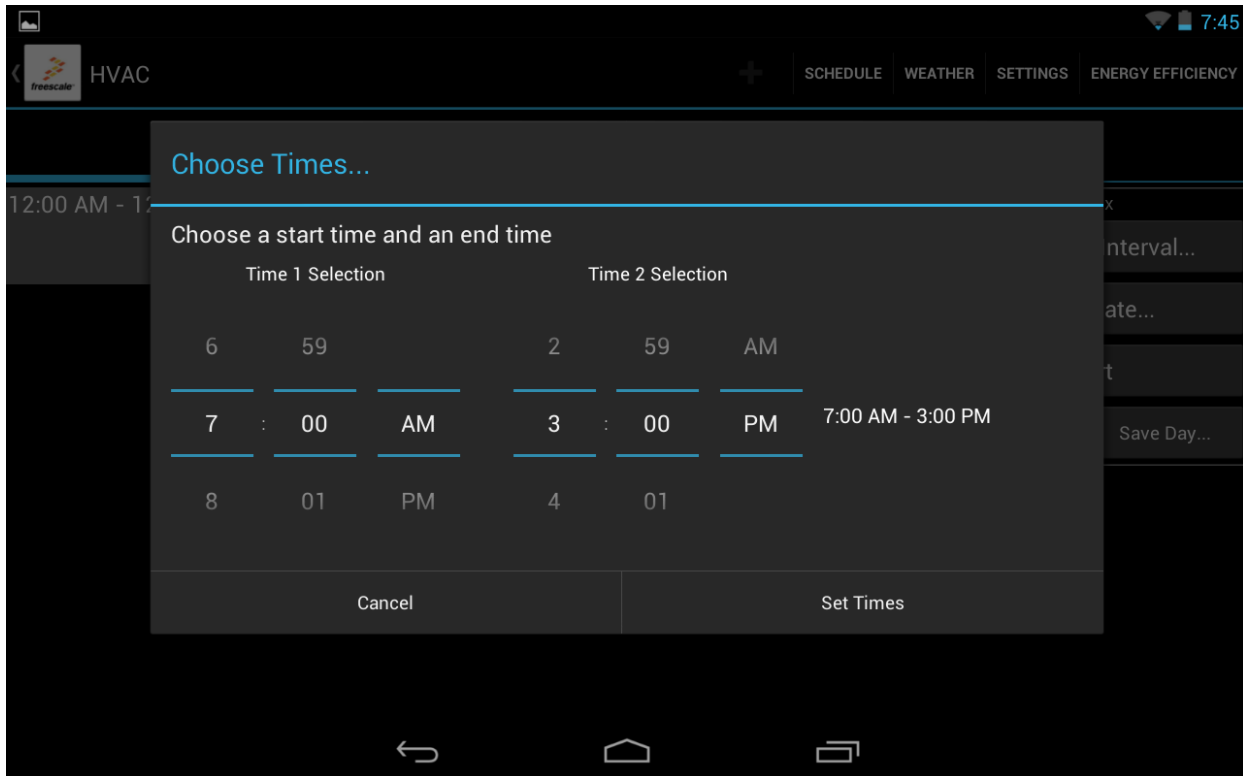 7:45
freescale
HVAC
SCHEDULE WEATHER SETTINGS ENERGY EFFICIENCY
Choose Times...
12:00 AM - 12
x
Choose a start time and an end time
nterval...
Time 1 Selection Time 2 Selection
ate...
6 59 2 59 AM
t
7 : 00 AM 3 : 00 PM 7:00 AM - 3:00 PM
Save Day...
8 01 PM 4 01
Cancel Set Times